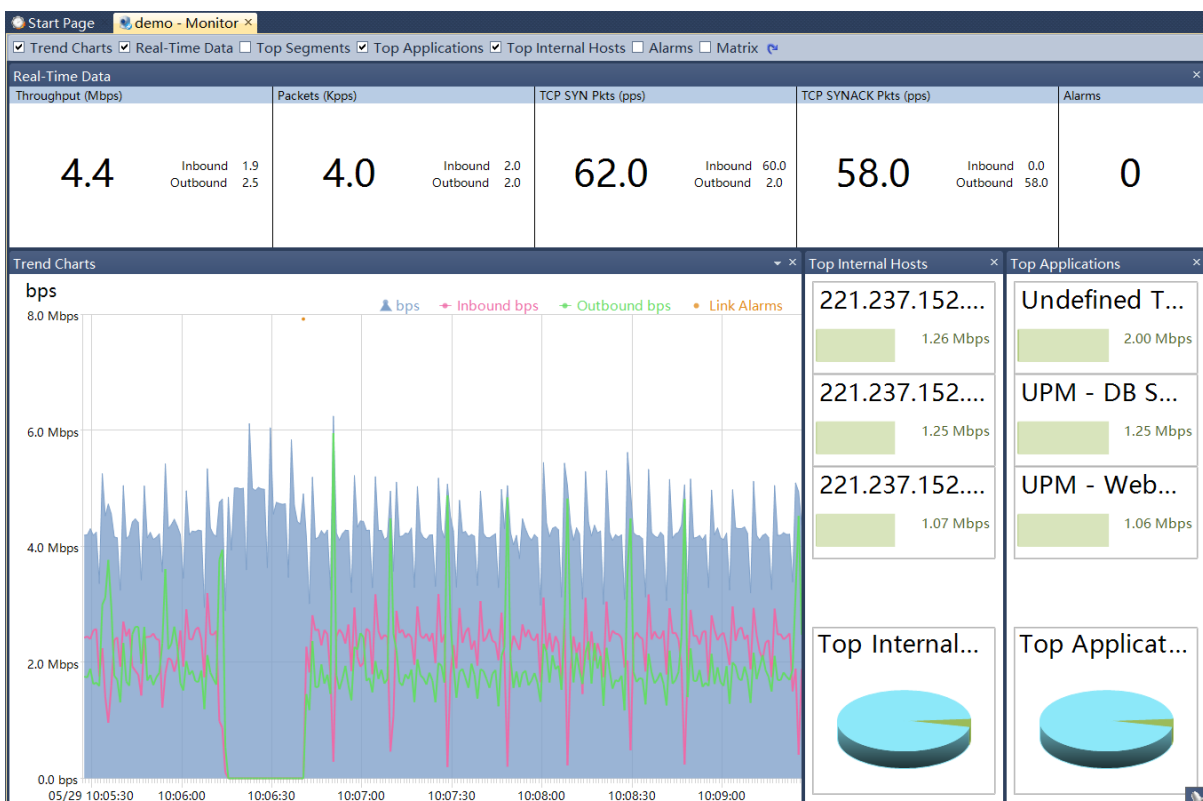 Start Page demo - Monitor ×
Trend Charts Real-Time Data Top Segments Top Applications Top Internal Hosts Alarms Matrix
Real-Time Data ×
Throughput (Mbps) Packets (Kpps) TCP SYN Pkts (pps) TCP SYNACK Pkts (pps) Alarms
4.4 Inbound 1.9 4.0 Inbound 2.0 62.0 Inbound 60.0 58.0 Inbound 0.0 0
Outbound 2.5 Outbound 2.0 Outbound 2.0 Outbound 58.0
Trend Charts × Top Internal Hosts × Top Applications ×
bps
bps Inbound bps Outbound bps Link Alarms
8.0 Mbps
6.0 Mbps
4.0 Mbps
2.0 Mbps
0.0 bps
05/29 10:05:30 10:06:00 10:06:30 10:07:00 10:07:30 10:08:00 10:08:30 10:09:00
221.237.152....
1.26 Mbps
221.237.152....
1.25 Mbps
221.237.152....
1.07 Mbps
Top Internal...
Undefined T...
2.00 Mbps
UPM - DB S...
1.25 Mbps
UPM - Web...
1.06 Mbps
Top Applicat...